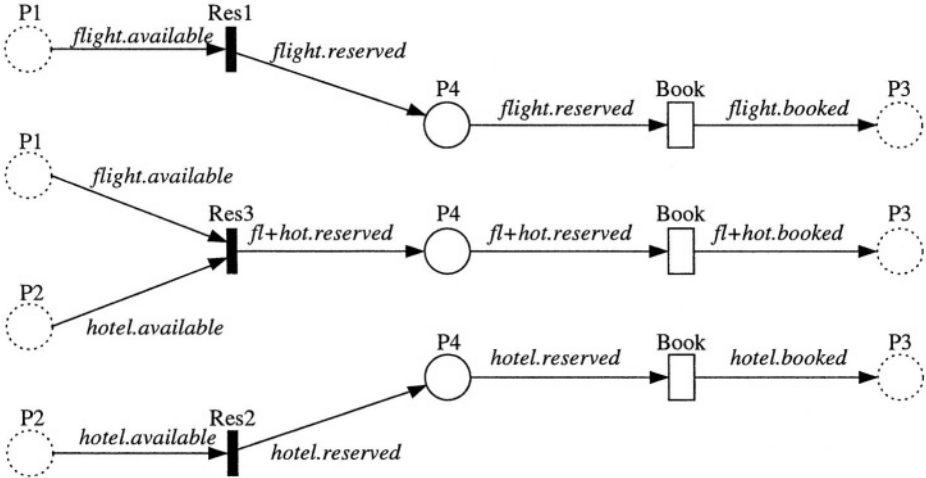 P1 flight.available Res1 flight.reserved
P4 flight.reserved Book flight.booked P3
P1 flight.available
Res3 fl+hot.reserved P4 fl+hot.reserved Book fl+hot.booked P3
P2 hotel.available
P4 hotel.reserved Book hotel.booked P3
P2 hotel.available Res2 hotel.reserved